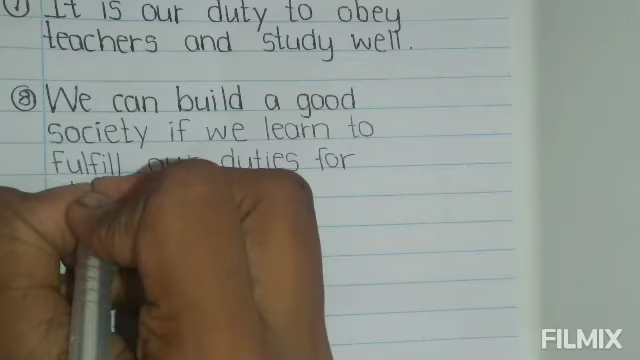 ⑦ It is our duty to obey
teachers and study well.
⑧ We can build a good
society if we learn to
fulfill our duties for
FILMIX